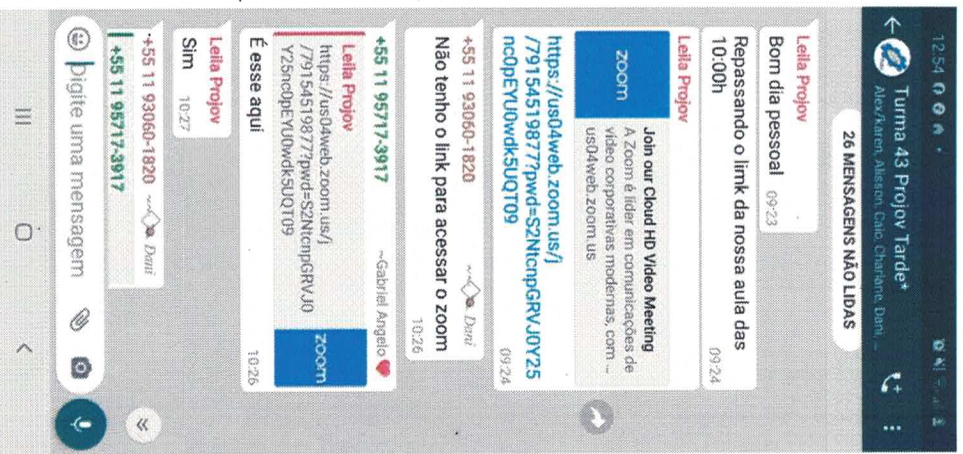 12:54
Turma 43 Projov Tarde*
Alex/karen, Alisson, Caio, Charlane, Dani, ...
26 MENSAGENS NÃO LIDAS
Leila Projov
Bom dia pessoal 09:23
Repassando o limk da nossa aula das
10:00h 09:24
Leila Projov
zoom
Join our Cloud HD Video Meeting
A Zoom é líder em comunicações de
vídeo corporativas modernas, com ...
us04web.zoom.us
https://us04web.zoom.us/j
/79154519877?pwd=S2NtcnpGRVJ0Y25
nc0pEYU0wdk5UQT09 09:24
+55 11 93060-1820 ~Dani
Não tenho o link para acessar o zoom
10:26
+55 11 95717-3917 ~Gabriel Angelo
Leila Projov
https://us04web.zoom.us/j
/79154519877?pwd=S2NtcnpGRVJ0
Y25nc0pEYU0wdk5UQT09
zoom
É esse aqui 10:26
Leila Projov
Sim 10:27
+55 11 93060-1820 ~Dani
+55 11 95717-3917
Digite uma mensagem